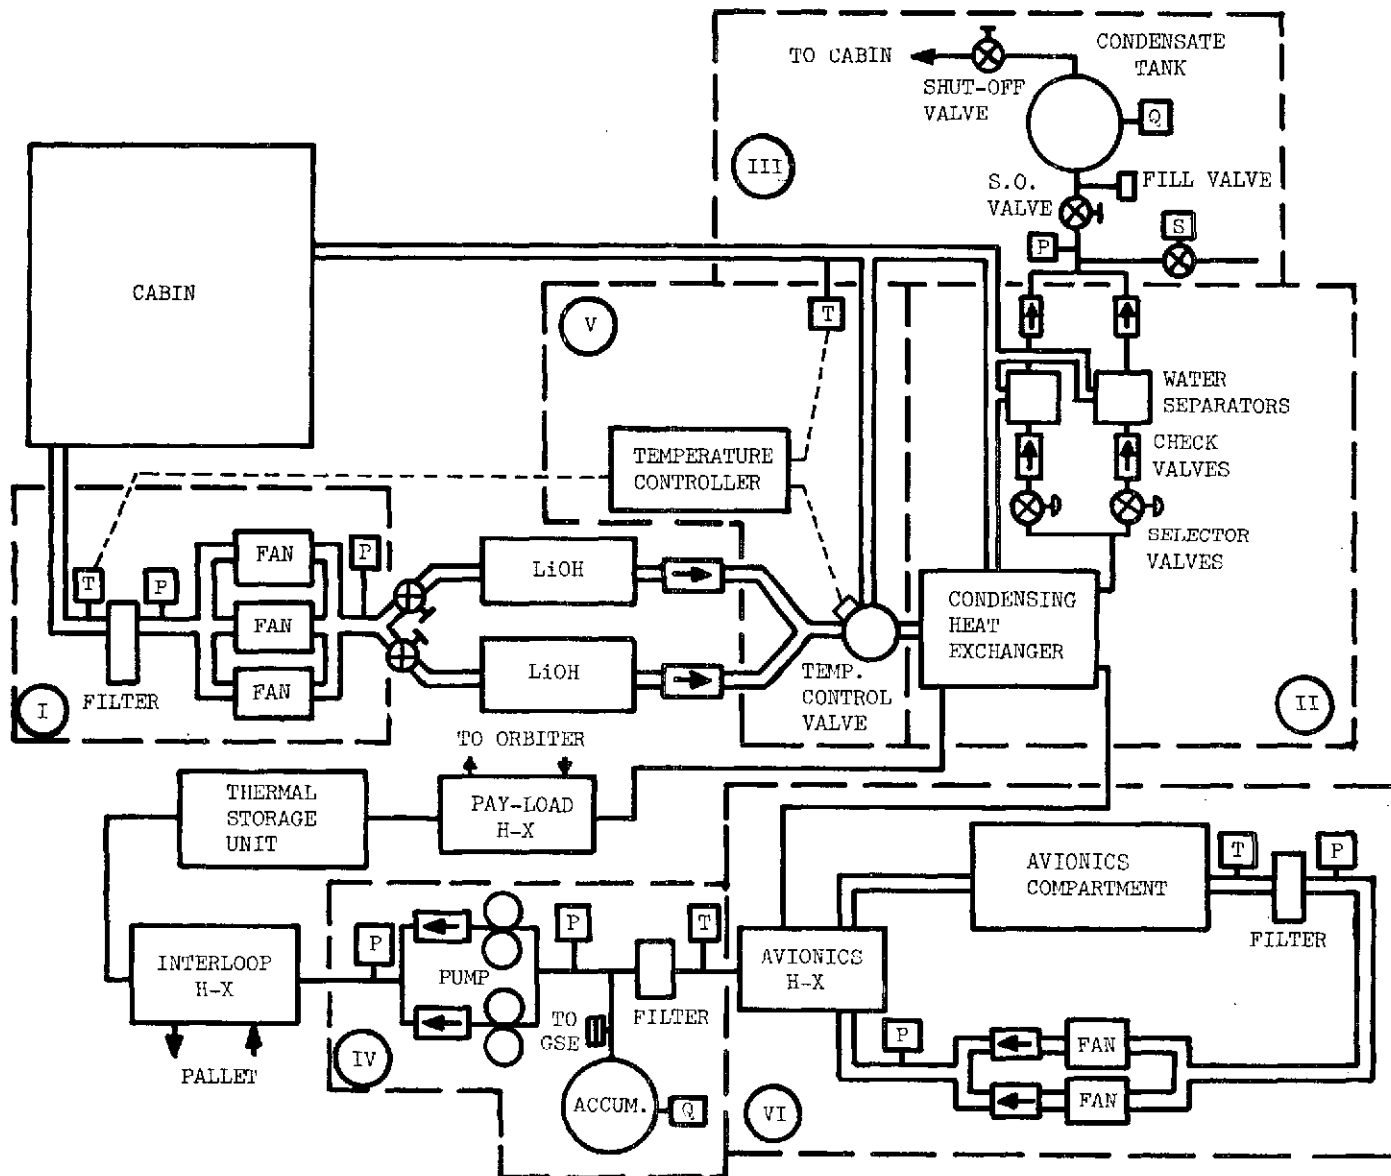 CONDENSATE
TANK
TO CABIN
SHUT-OFF
VALVE
Q
III
S.O.
VALVE
FILL VALVE
S
P
CABIN
V
T
WATER
SEPARATORS
CHECK
VALVES
TEMPERATURE
CONTROLLER
SELECTOR
VALVES
FAN
P
T
P
LiOH
FAN
CONDENSING
HEAT
EXCHANGER
LiOH
FAN
TEMP.
CONTROL
VALVE
I
FILTER
II
TO ORBITER
THERMAL
STORAGE
UNIT
PAY-LOAD
H-X
AVIONICS
COMPARTMENT
T
P
FILTER
INTERLOOP
H-X
P
PUMP
P
T
AVIONICS
H-X
FILTER
TO
GSE
P
FAN
PALLET
IV
ACCUM.
Q
VI
FAN